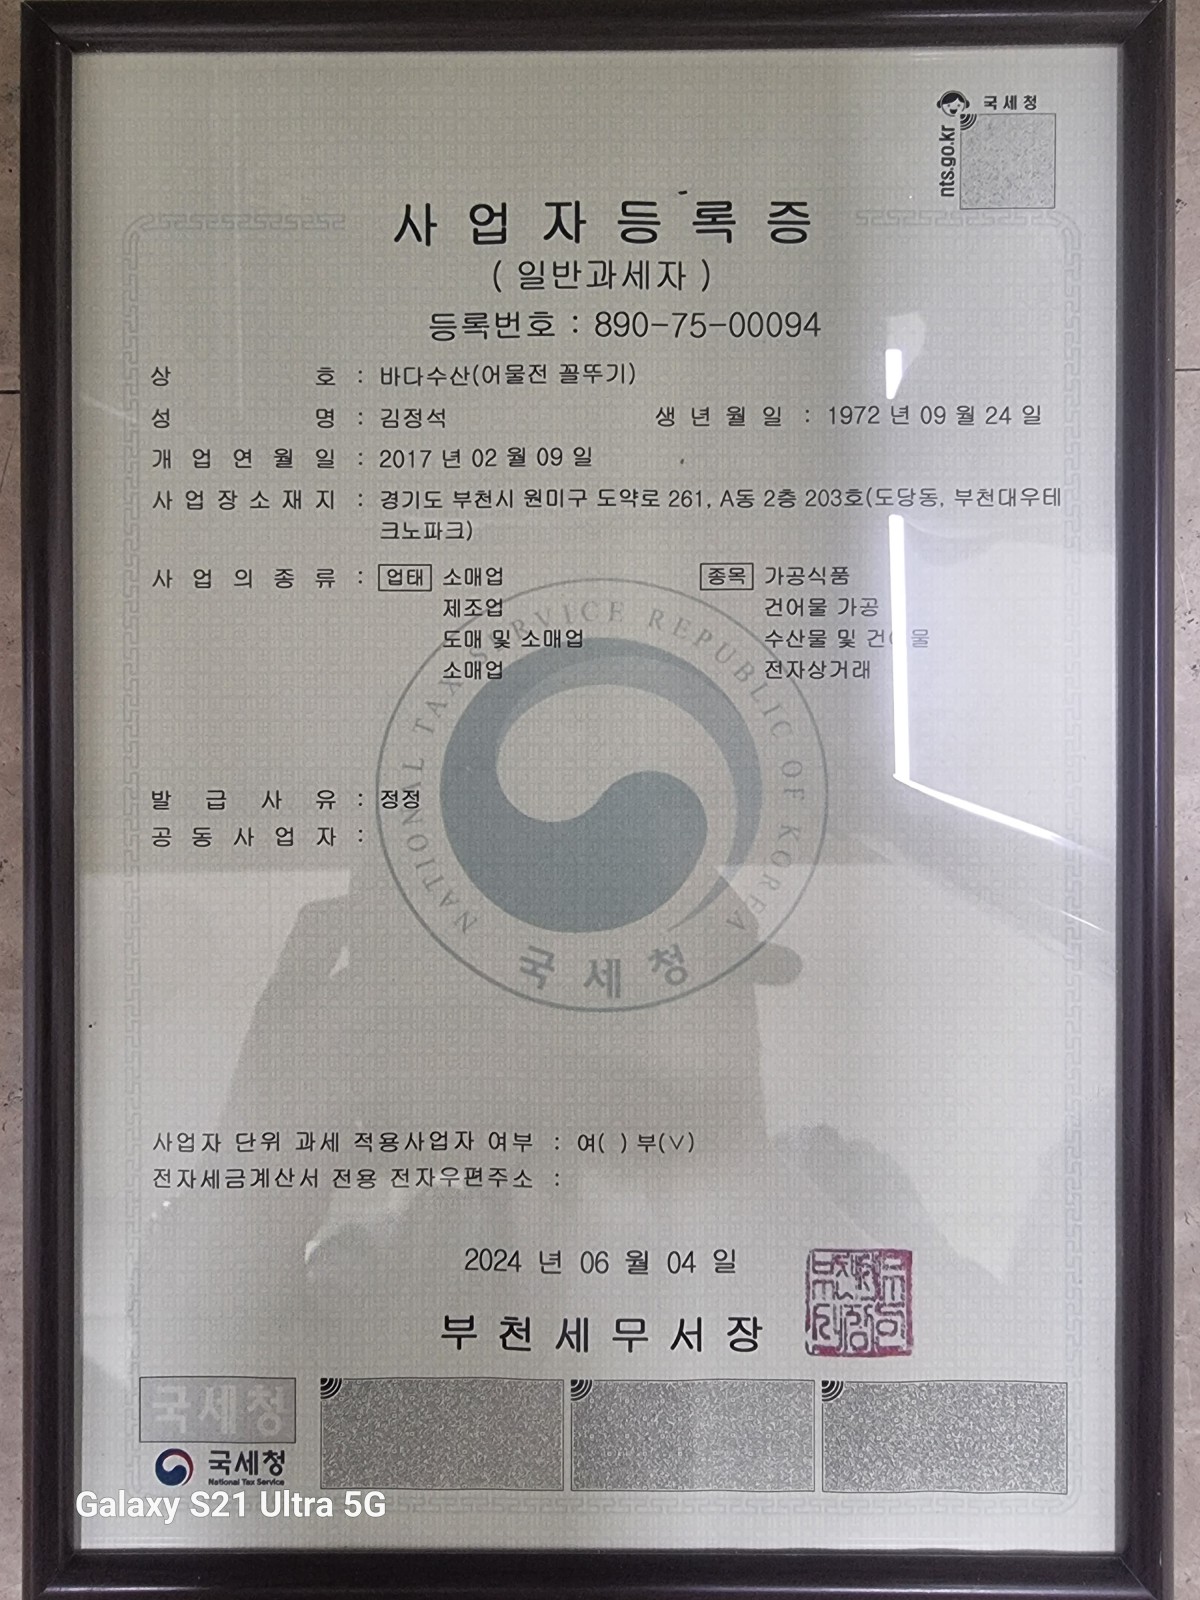 국세청
nts.go.kr
사업자등록증
( 일반과세자 )
등록번호 : 890-75-00094
상 호 : 바다수산(어물전 꼴뚜기)
성 명 : 김정석 생 년 월 일 : 1972 년 09 월 24 일
개 업 연 월 일 : 2017 년 02 월 09 일
사 업 장 소 재 지 : 경기도 부천시 원미구 도약로 261, A동 2층 203호(도당동, 부천대우테
크노파크)
사 업 의 종 류 : 업태 소매업 종목 가공식품
제조업 건어물 가공
도매 및 소매업 수산물 및
소매업 전자상거래
NATIONAL TAX SERVICE REPUBLIC OF KOREA
발 급 사 유 : 정정
공 동 사 업 자 :
국세청
사업자 단위 과세 적용사업자 여부 : 여( ) 부(∨)
전자세금계산서 전용 전자우편주소 :
2024 년 06 월 04 일
부천세무서장
국세청
국세청
National Tax Service
Galaxy S21 Ultra 5G